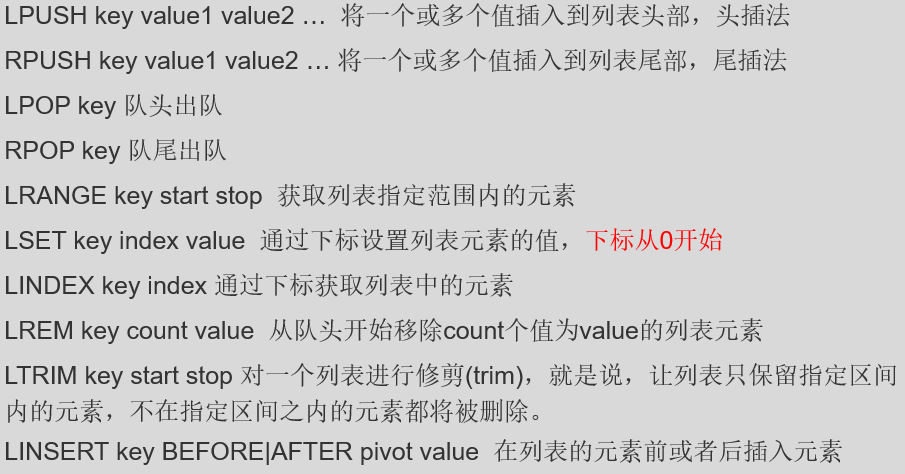 LPUSH key value1 value2 … 将一个或多个值插入到列表头部，头插法
RPUSH key value1 value2 … 将一个或多个值插入到列表尾部，尾插法
LPOP key 队头出队
RPOP key 队尾出队
LRANGE key start stop 获取列表指定范围内的元素
LSET key index value 通过下标设置列表元素的值，下标从0开始
LINDEX key index 通过下标获取列表中的元素
LREM key count value 从队头开始移除count个值为value的列表元素
LTRIM key start stop 对一个列表进行修剪(trim)，就是说，让列表只保留指定区间
内的元素，不在指定区间之内的元素都将被删除。
LINSERT key BEFORE|AFTER pivot value 在列表的元素前或者后插入元素